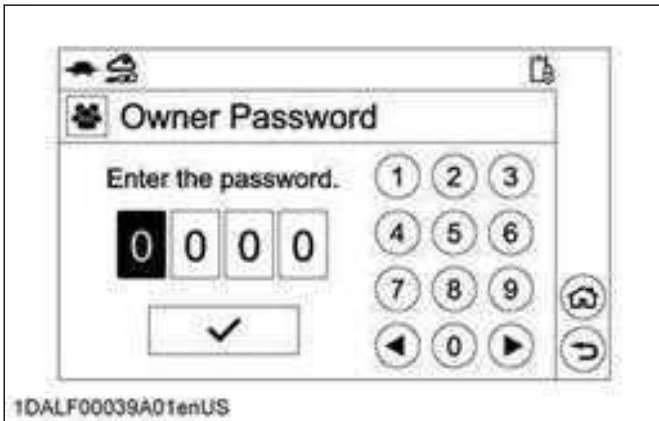 Owner Password
Enter the password.
0 0 0 0
1 2 3
4 5 6
7 8 9
0
1DALF00039A01enUS